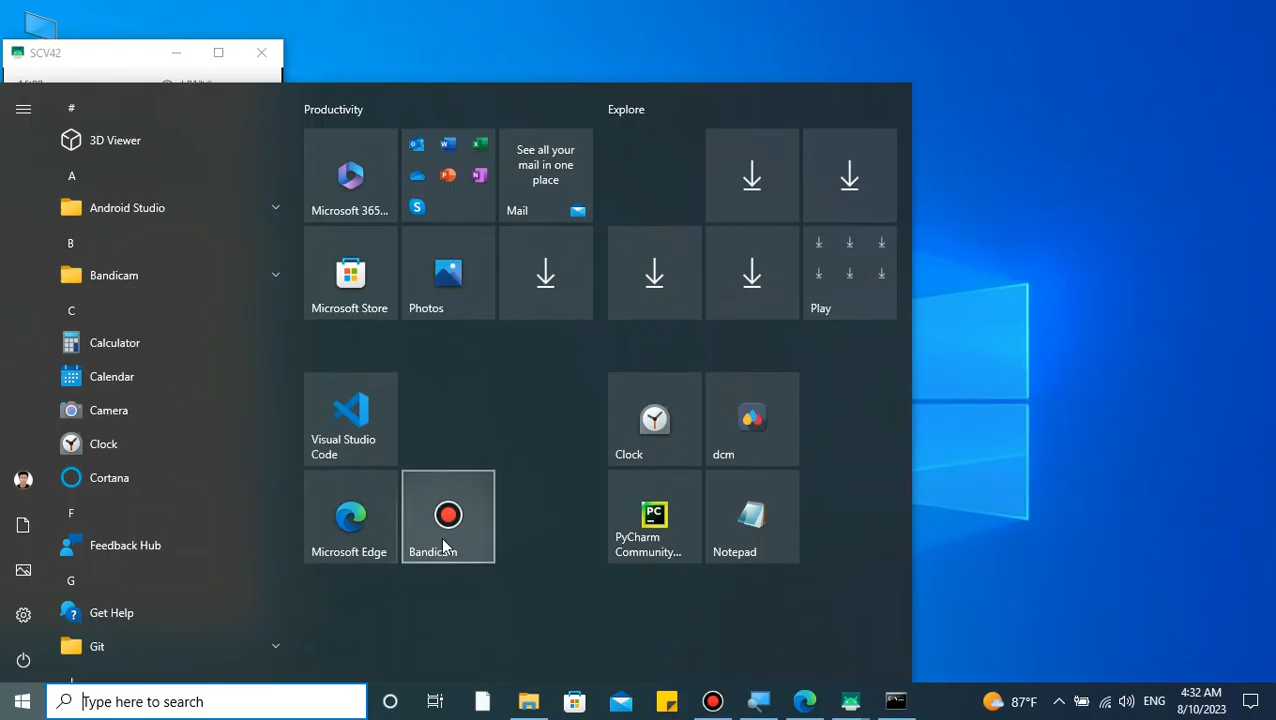 SCV42
#
3D Viewer
A
Android Studio
B
Bandicam
C
Calculator
Calendar
Camera
Clock
Cortana
F
Feedback Hub
G
Get Help
Git
Productivity
Microsoft 365...
See all your
mail in one
place
Mail
Microsoft Store
Photos
Visual Studio
Code
Microsoft Edge
Bandicam
Explore
Play
Clock
dcm
PyCharm
Community...
Notepad
Type here to search
87°F
ENG
4:32 AM
8/10/2023